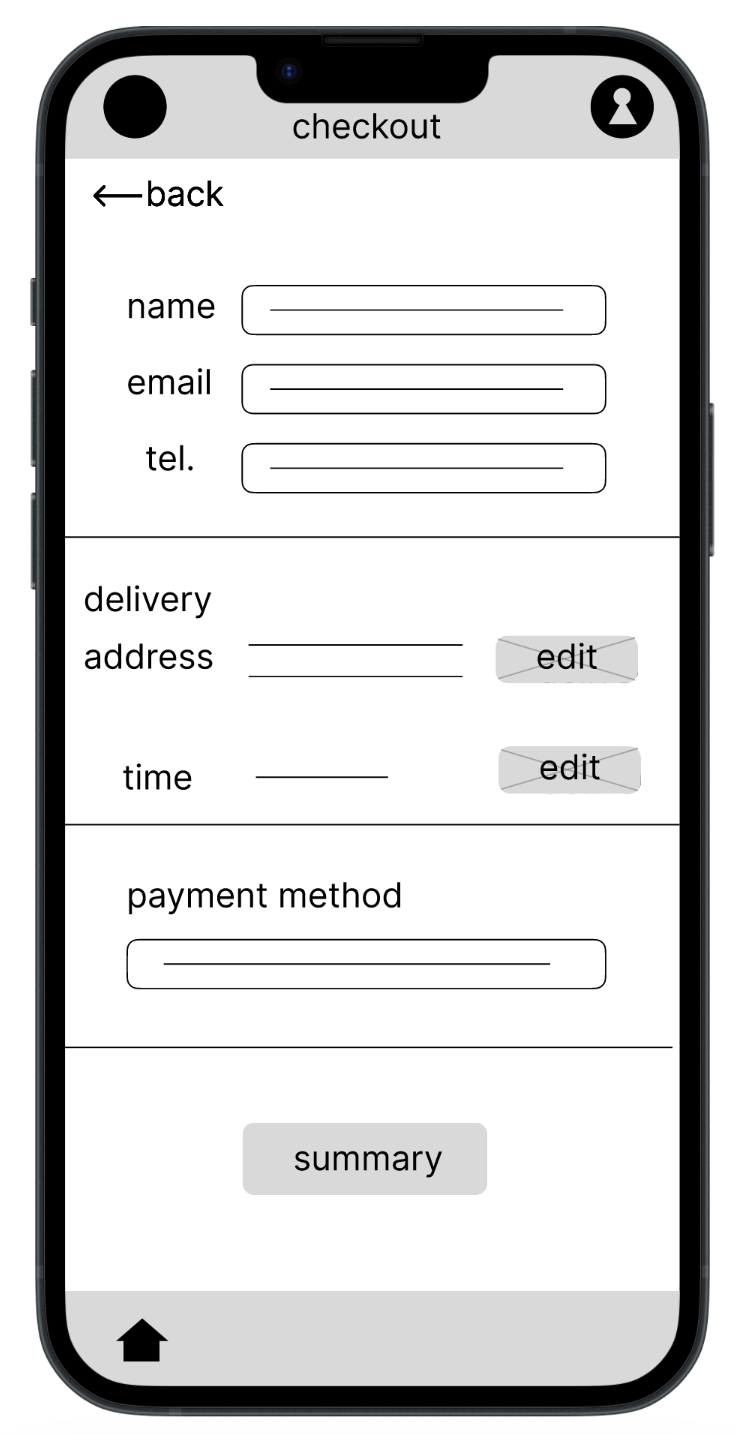 checkout
←back
name
email
tel.
delivery
address
edit
time
edit
payment method
summary